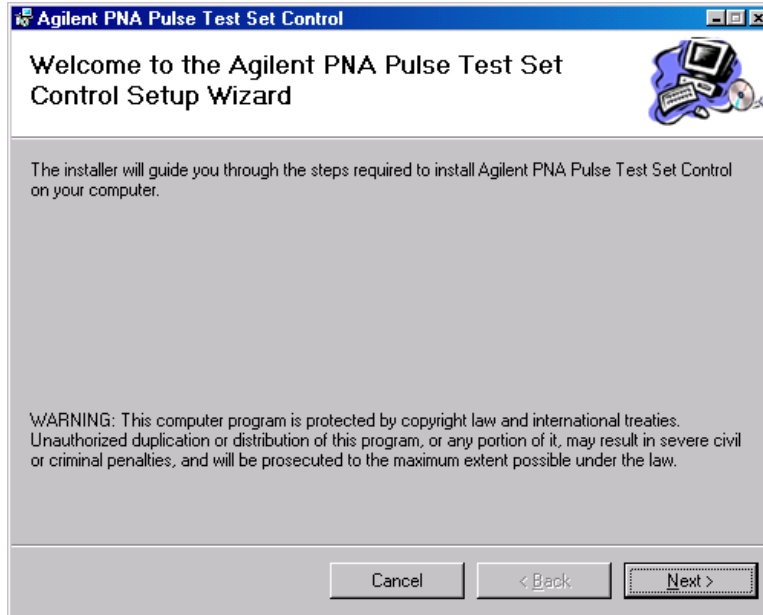 Agilent PNA Pulse Test Set Control
Welcome to the Agilent PNA Pulse Test Set
Control Setup Wizard
The installer will guide you through the steps required to install Agilent PNA Pulse Test Set Control
on your computer.
WARNING: This computer program is protected by copyright law and international treaties.
Unauthorized duplication or distribution of this program, or any portion of it, may result in severe civil
or criminal penalties, and will be prosecuted to the maximum extent possible under the law.
Cancel
< Back
Next >